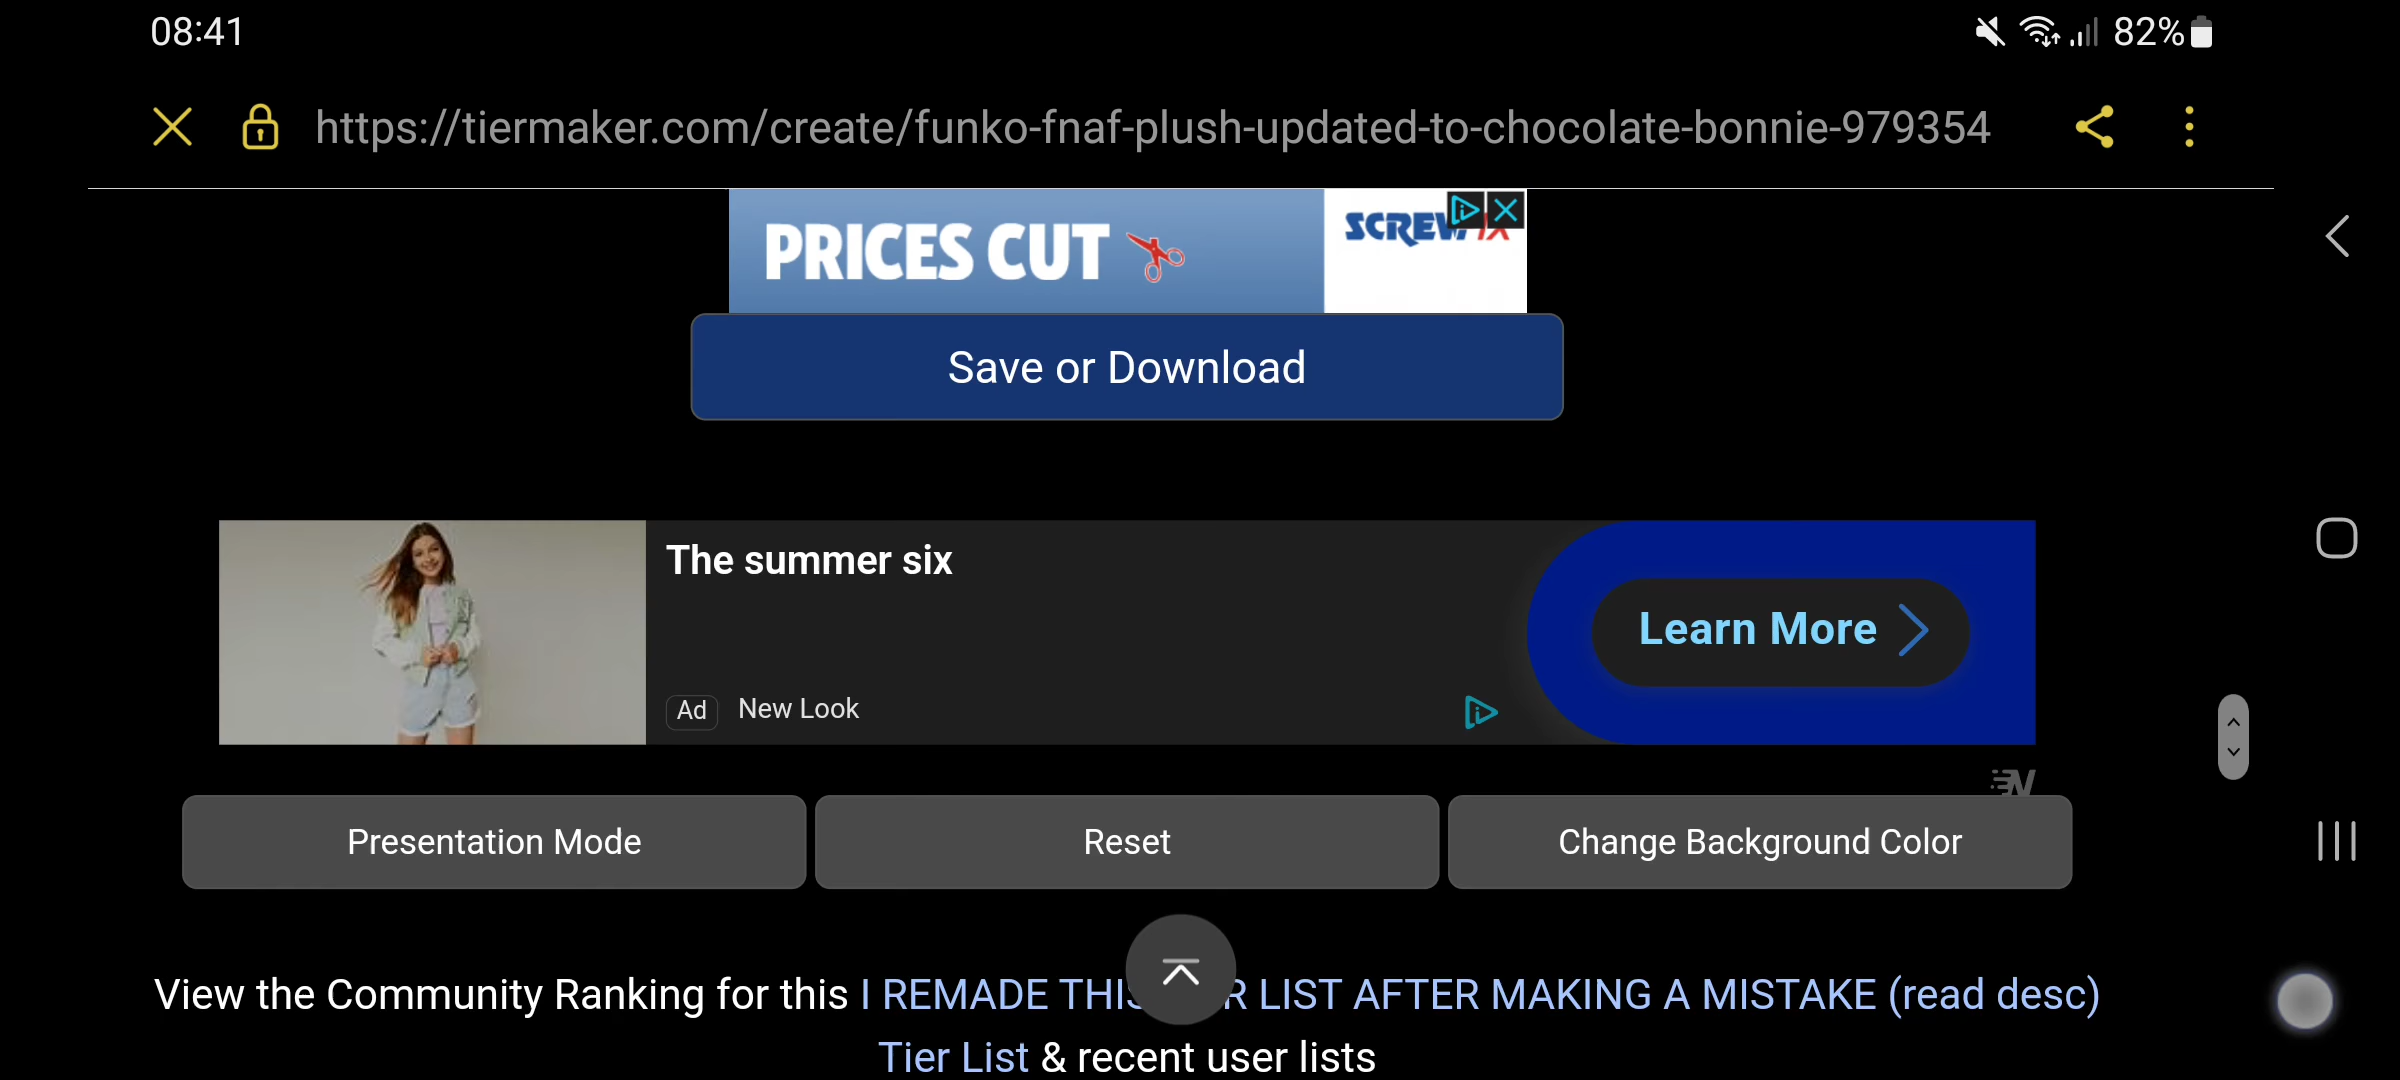 08:41
82%
https://tiermaker.com/create/funko-fnaf-plush-updated-to-chocolate-bonnie-979354
PRICES CUT
Save or Download
The summer six
Learn More
Ad New Look
Presentation Mode
Reset
Change Background Color
View the Community Ranking for this I REMADE LIST AFTER MAKING A MISTAKE (read desc)
Tier List & recent user lists